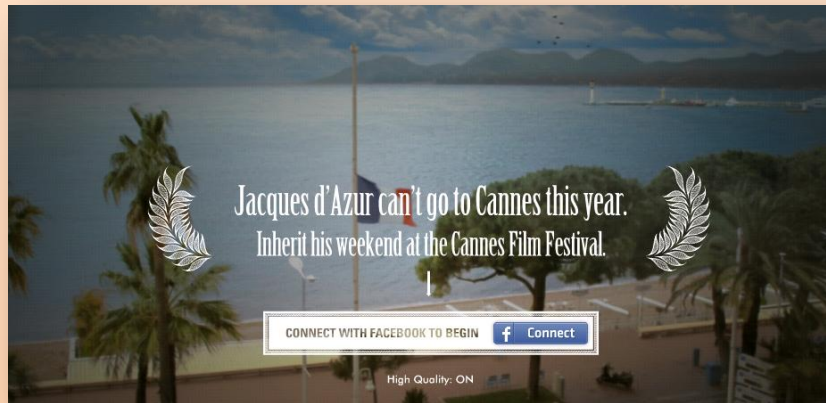 Jacques d'Azur can't go to Cannes this year.
Inherit his weekend at the Cannes Film Festival.
CONNECT WITH FACEBOOK TO BEGIN f Connect
High Quality: ON